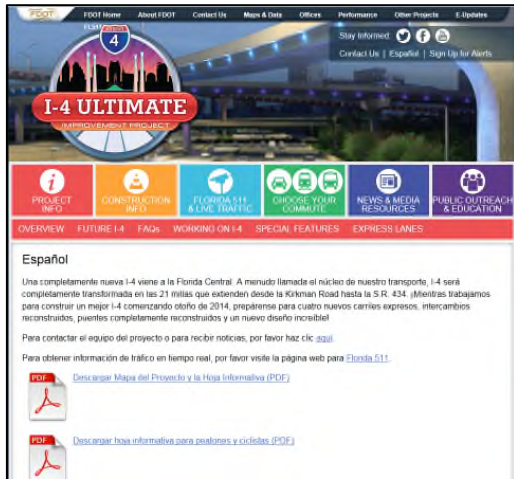 FDOT
FDOT Home About FDOT Contact Us Maps & Data Offices Performance Other Projects E-Updates
Stay Informed:
Contact Us | Español | Sign Up for Alerts
4
I-4 ULTIMATE
IMPROVEMENT PROJECT
PROJECT INFO
CONSTRUCTION INFO
FLORIDA 511 & LIVE TRAFFIC
CHOOSE YOUR COMMUTE
NEWS & MEDIA RESOURCES
PUBLIC OUTREACH & EDUCATION
OVERVIEW FUTURE I-4 FAQs WORKING ON I-4 SPECIAL FEATURES EXPRESS LANES
Español
Una completamente nueva I-4 viene a la Florida Central. A menudo llamada el núcleo de nuestro transporte, I-4 será
completamente transformada en las 21 millas que extienden desde la Kirkman Road hasta la S.R. 434. ¡Mientras trabajamos
para construir un mejor I-4 comenzando otoño de 2014, prepárense para cuatro nuevos carriles expresos, intercambios
reconstruidos, puentes completamente reconstruidos y un nuevo diseño increíble!
Para contactar el equipo del proyecto o para recibir noticias, por favor haz clic aquí.
Para obtener información de tráfico en tiempo real, por favor visite la página web para Florida 511.
PDF
Descargar Mapa del Proyecto y la Hoja Informativa (PDF)
PDF
Descargar hoja informativa para peatones y ciclistas (PDF)